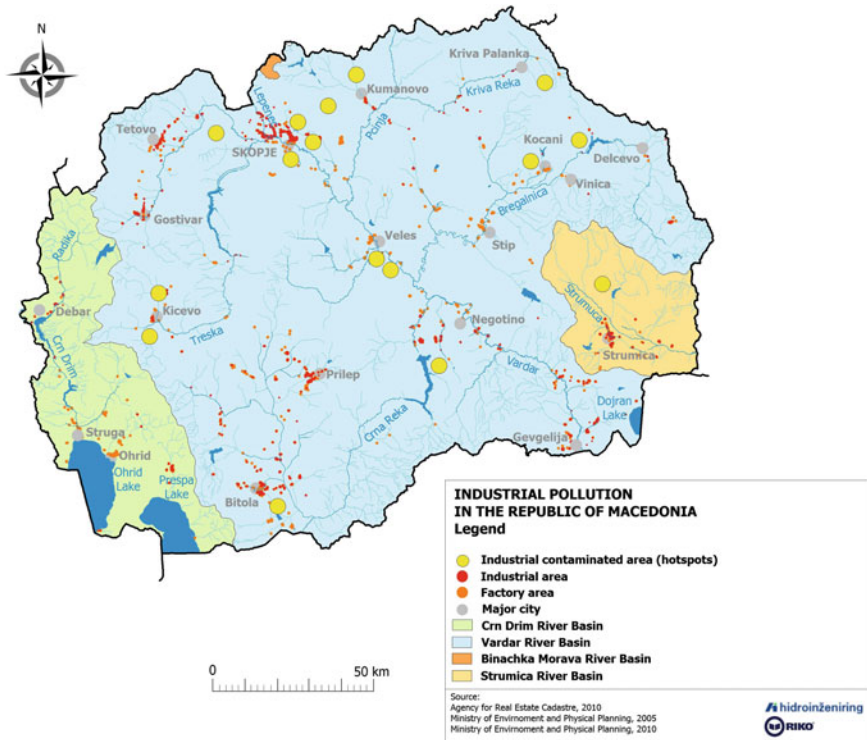 N
Kriva Palanka
Kumanovo
Kriva Reka
Lepenec
Pcinja
Tetovo
SKOPJE
Kocani
Delcevo
Vinica
Bregalnica
Gostivar
Radika
Veles
Stip
Debar
Kicevo
Treska
Negotino
Strumuca
Strumica
Crn Drim
Prilep
Vardar
Crna Reka
Dojran
Lake
Struga
Ohrid
Ohrid
Lake
Prespa
Lake
Bitola
Gevgelija
0
50 km
INDUSTRIAL POLLUTION
IN THE REPUBLIC OF MACEDONIA
Legend
Industrial contaminated area (hotspots)
Industrial area
Factory area
Major city
Crn Drim River Basin
Vardar River Basin
Binachka Morava River Basin
Strumica River Basin
Source:
Agency for Real Estate Cadastre, 2010
Ministry of Envirnoment and Physical Planning, 2005
Ministry of Envirnoment and Physical Planning, 2010
hidroinženiring
RIKO